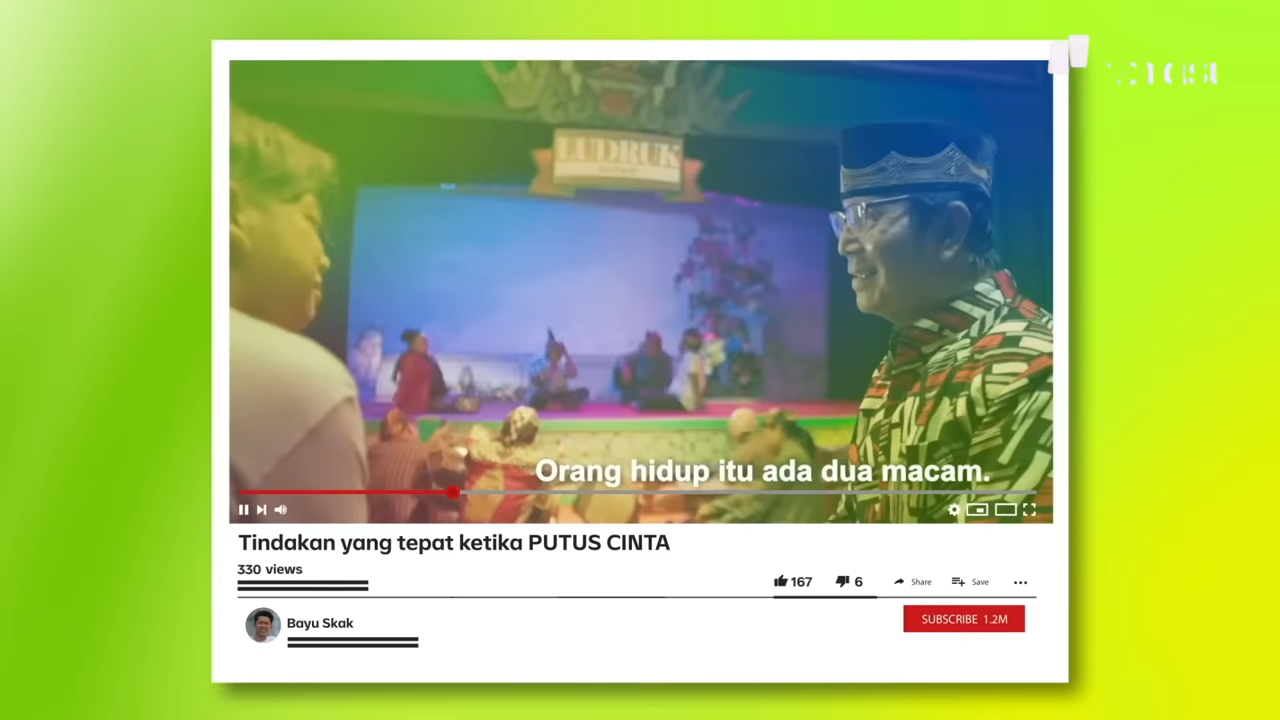 LUDRUK
Orang hidup itu ada dua macam.
Tindakan yang tepat ketika PUTUS CINTA
330 views
167
6
Share
Save
Bayu Skak
SUBSCRIBE 1.2M